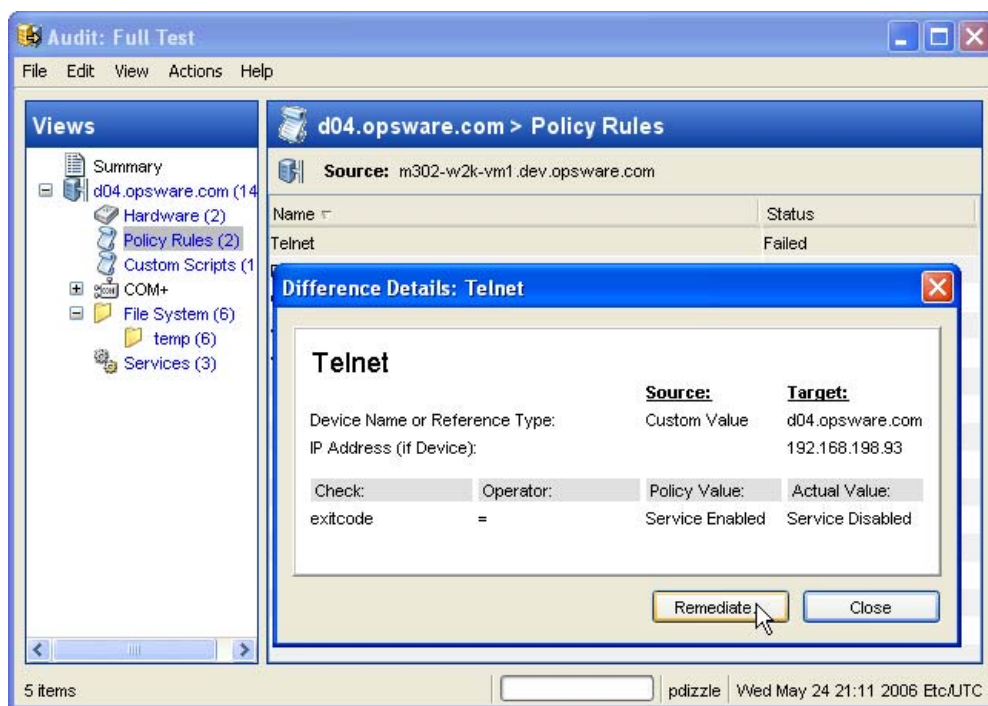 Audit: Full Test
File Edit View Actions Help
Views
Summary
d04.opsware.com (14
Hardware (2)
Policy Rules (2)
Custom Scripts (1
COM+
File System (6)
temp (6)
Services (3)
d04.opsware.com > Policy Rules
Source: m302-w2k-vm1.dev.opsware.com
Name Status
Telnet Failed
Difference Details: Telnet
Telnet
Source: Target:
Device Name or Reference Type: Custom Value d04.opsware.com
IP Address (if Device): 192.168.198.93
Check: Operator: Policy Value: Actual Value:
exitcode = Service Enabled Service Disabled
Remediate Close
5 items pdizzle Wed May 24 21:11 2006 Etc/UTC